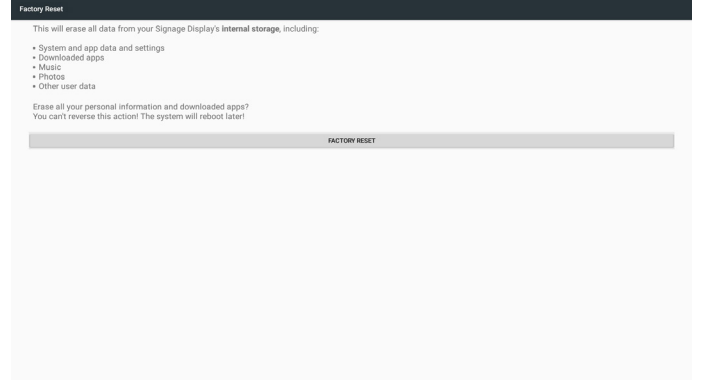 Factory Reset
This will erase all data from your Signage Display's internal storage, including:
• System and app data and settings
• Downloaded apps
• Music
• Photos
• Other user data
Erase all your personal information and downloaded apps?
You can't reverse this action! The system will reboot later!
FACTORY RESET